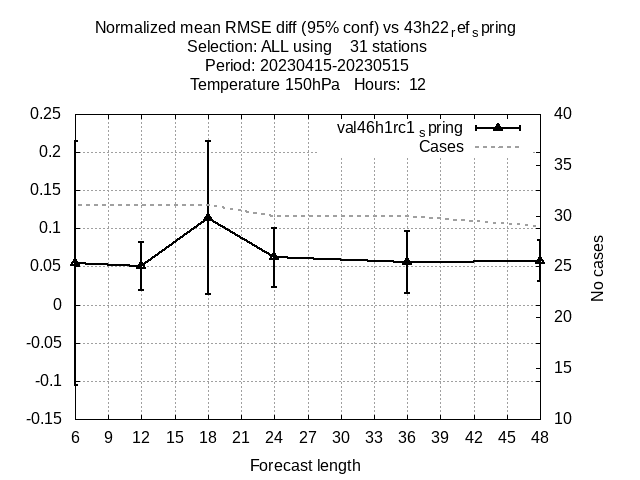 Normalized mean RMSE diff (95% conf) vs 43h22refspring
Selection: ALL using    31 stations
Period: 20230415-20230515
Temperature 150hPa   Hours:  12
val46h1rc1spring
Cases
0.25
0.2
0.15
0.1
0.05
0
-0.05
-0.1
-0.15
40
35
30
25
20
15
10
No cases
6 9 12 15 18 21 24 27 30 33 36 39 42 45 48
Forecast length